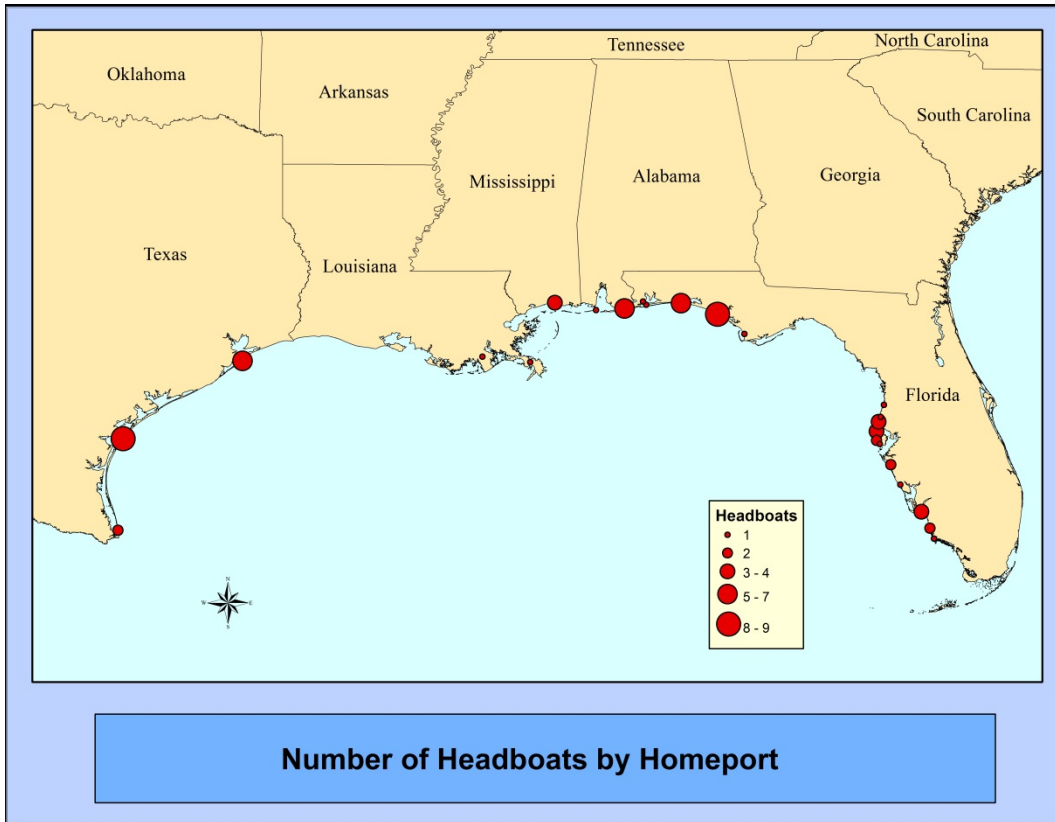 Tennessee
North Carolina
Oklahoma
Arkansas
South Carolina
Mississippi
Alabama
Georgia
Texas
Louisiana
Florida
Headboats
1
2
3 - 4
5 - 7
8 - 9
N
W
E
S
Number of Headboats by Homeport